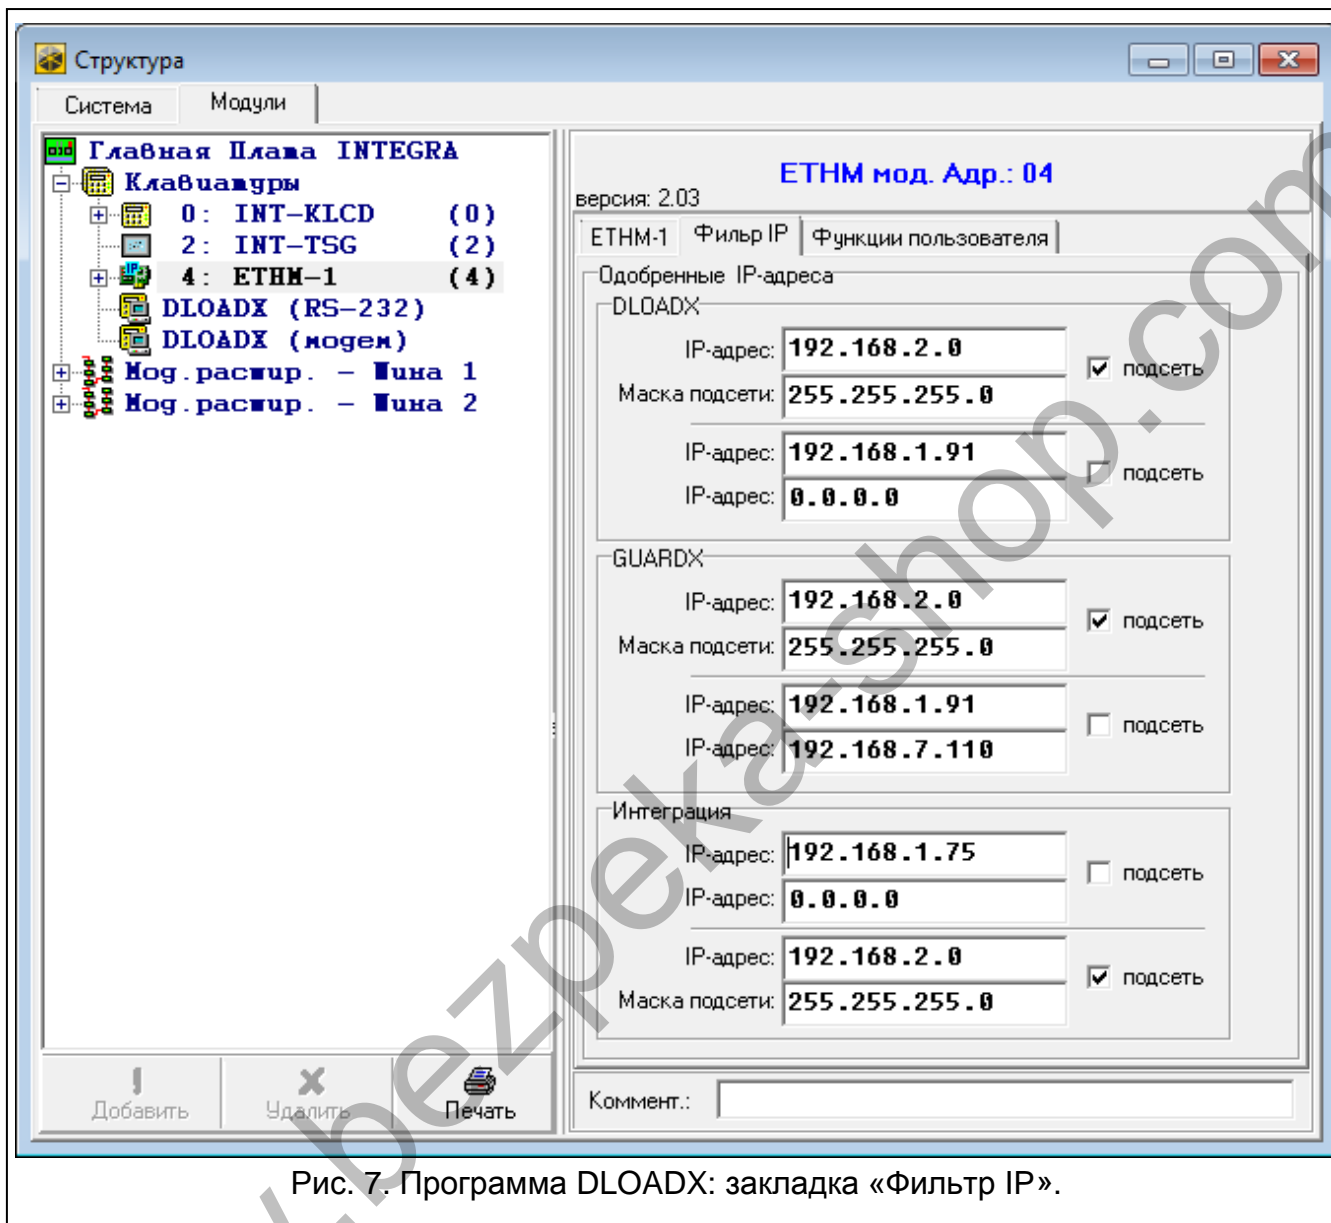 Структура
Система Модули
Главная Плата INTEGRA
Клавиатуры
0: INT-KLCD (0)
2: INT-TSG (2)
4: ETHM-1 (4)
DLOADX (RS-232)
DLOADX (модем)
Мод.расшир. - Шина 1
Мод.расшир. - Шина 2
Добавить Удалить Печать
ETHM мод. Адр.: 04
версия: 2.03
ETHM-1 Фильр IP Функции пользователя
Одобренные IP-адреса
DLOADX
IP-адрес: 192.168.2.0
Маска подсети: 255.255.255.0
подсеть
IP-адрес: 192.168.1.91
IP-адрес: 0.0.0.0
подсеть
GUARDX
IP-адрес: 192.168.2.0
Маска подсети: 255.255.255.0
подсеть
IP-адрес: 192.168.1.91
IP-адрес: 192.168.7.110
подсеть
Интеграция
IP-адрес: 192.168.1.75
IP-адрес: 0.0.0.0
подсеть
IP-адрес: 192.168.2.0
Маска подсети: 255.255.255.0
подсеть
Коммент.:
Рис. 7. Программа DLOADX: закладка «Фильтр IP».
.bezpeka-shop.com